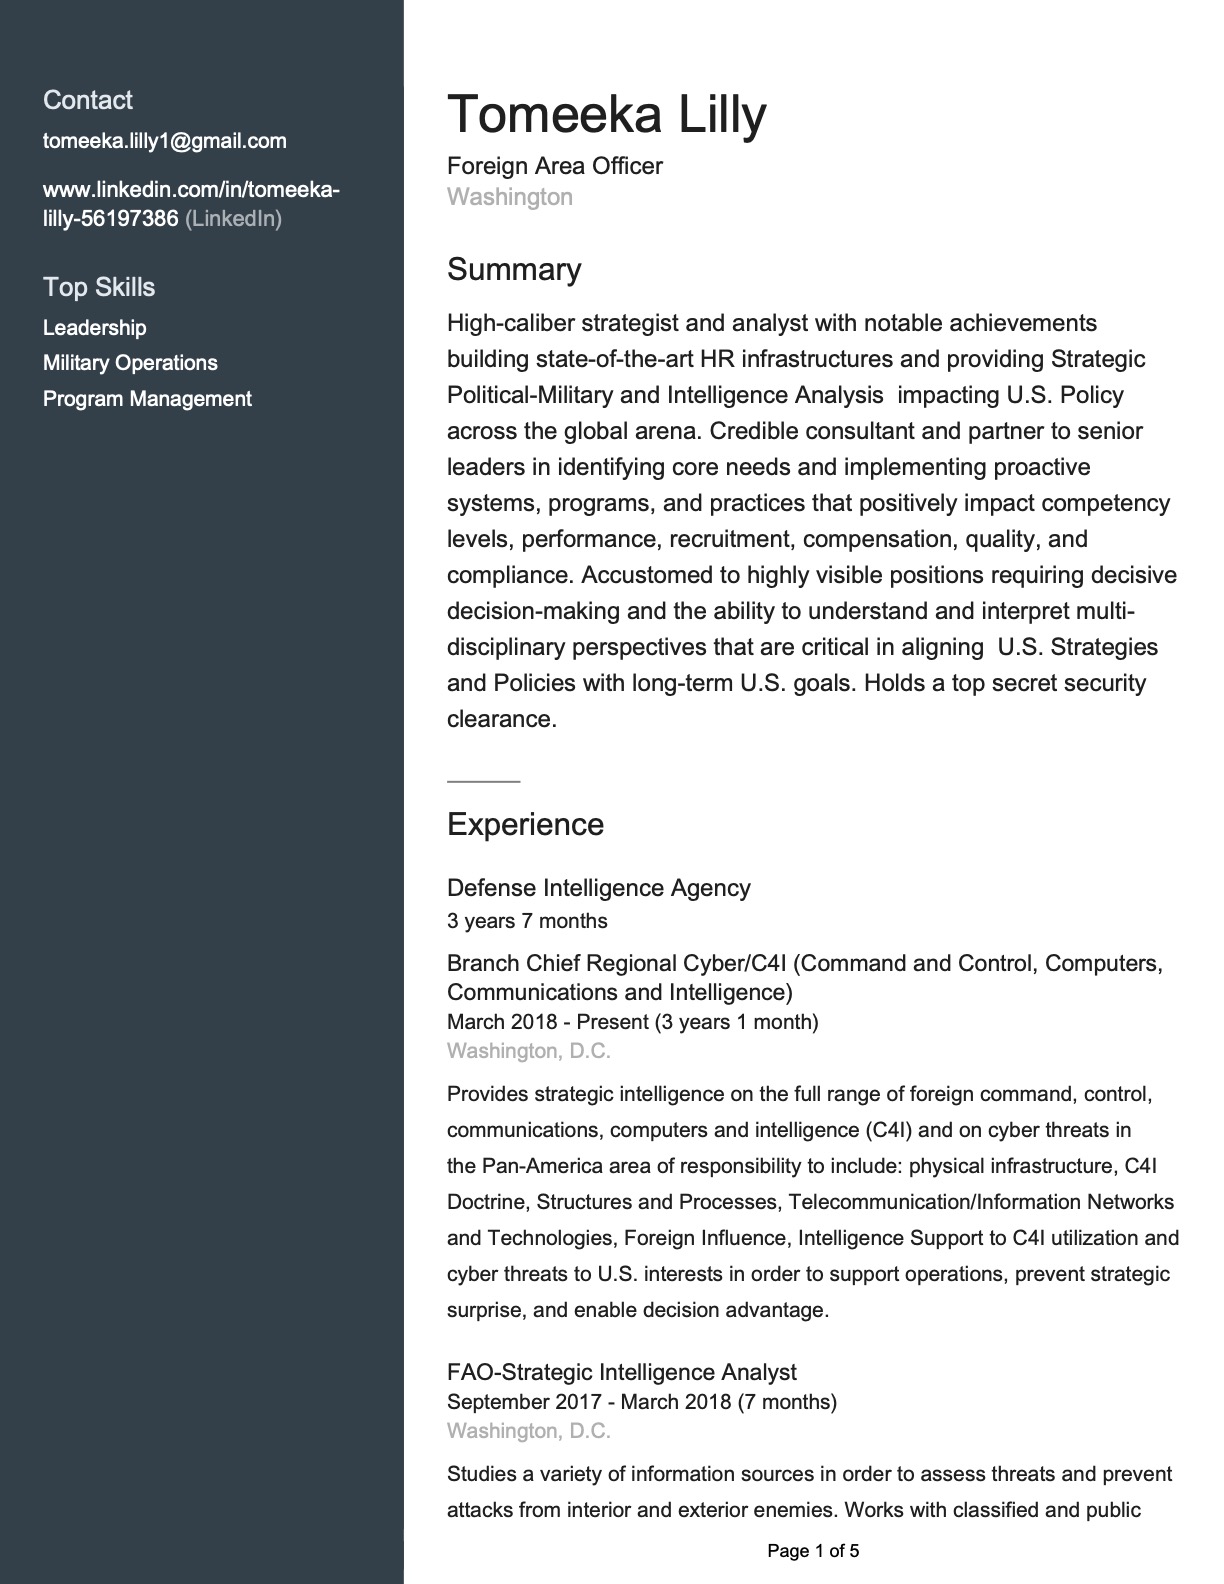 Contact
tomeeka.lilly1@gmail.com
www.linkedin.com/in/tomeeka-
lilly-56197386 (LinkedIn)
Top Skills
Leadership
Military Operations
Program Management
Tomeeka Lilly
Foreign Area Officer
Washington
Summary
High-caliber strategist and analyst with notable achievements
building state-of-the-art HR infrastructures and providing Strategic
Political-Military and Intelligence Analysis  impacting U.S. Policy
across the global arena. Credible consultant and partner to senior
leaders in identifying core needs and implementing proactive
systems, programs, and practices that positively impact competency
levels, performance, recruitment, compensation, quality, and
compliance. Accustomed to highly visible positions requiring decisive
decision-making and the ability to understand and interpret multi-
disciplinary perspectives that are critical in aligning  U.S. Strategies
and Policies with long-term U.S. goals. Holds a top secret security
clearance.
Experience
Defense Intelligence Agency
3 years 7 months
Branch Chief Regional Cyber/C4I (Command and Control, Computers,
Communications and Intelligence)
March 2018 - Present (3 years 1 month)
Washington, D.C.
Provides strategic intelligence on the full range of foreign command, control,
communications, computers and intelligence (C4I) and on cyber threats in
the Pan-America area of responsibility to include: physical infrastructure, C4I
Doctrine, Structures and Processes, Telecommunication/Information Networks
and Technologies, Foreign Influence, Intelligence Support to C4I utilization and
cyber threats to U.S. interests in order to support operations, prevent strategic
surprise, and enable decision advantage.
FAO-Strategic Intelligence Analyst
September 2017 - March 2018 (7 months)
Washington, D.C.
Studies a variety of information sources in order to assess threats and prevent
attacks from interior and exterior enemies. Works with classified and public
Page 1 of 5